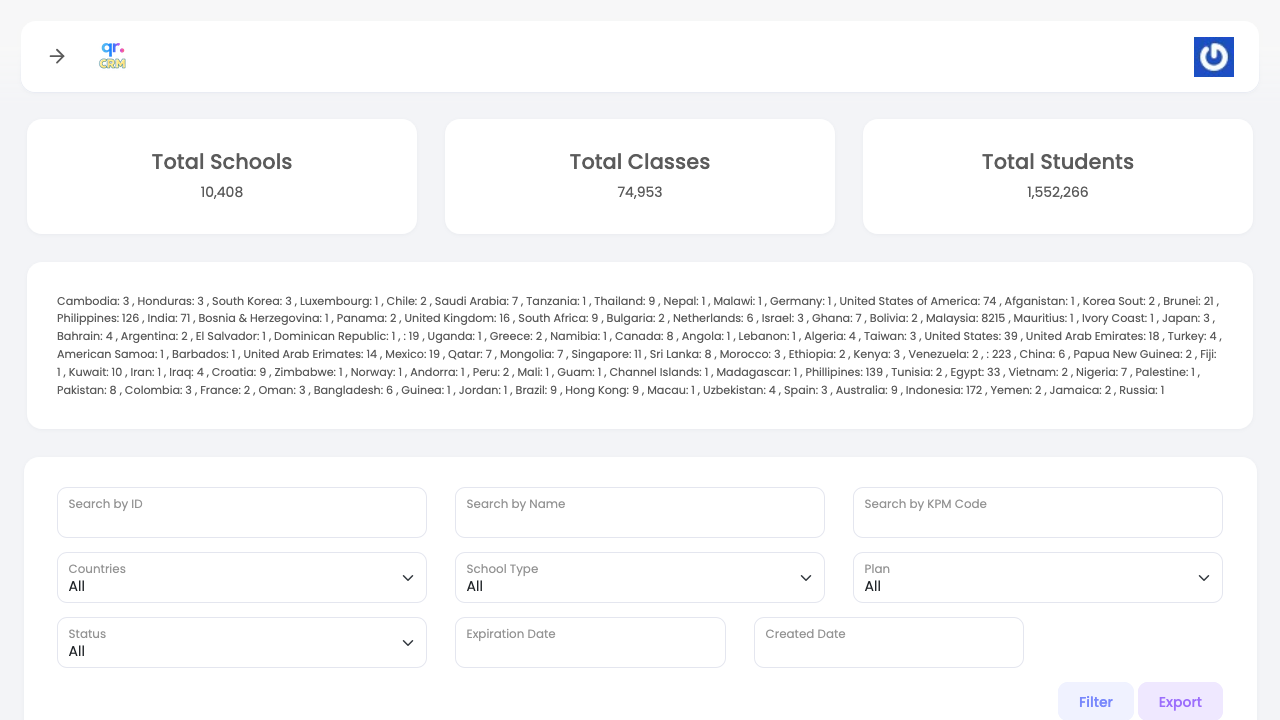 qr.
CRM
Total Schools
10,408
Total Classes
74,953
Total Students
1,552,266
Cambodia: 3 , Honduras: 3 , South Korea: 3 , Luxembourg: 1 , Chile: 2 , Saudi Arabia: 7 , Tanzania: 1 , Thailand: 9 , Nepal: 1 , Malawi: 1 , Germany: 1 , United States of America: 74 , Afganistan: 1 , Korea Sout: 2 , Brunei: 21 ,
Philippines: 126 , India: 71 , Bosnia & Herzegovina: 1 , Panama: 2 , United Kingdom: 16 , South Africa: 9 , Bulgaria: 2 , Netherlands: 6 , Israel: 3 , Ghana: 7 , Bolivia: 2 , Malaysia: 8215 , Mauritius: 1 , Ivory Coast: 1 , Japan: 3 ,
Bahrain: 4 , Argentina: 2 , El Salvador: 1 , Dominican Republic: 1 , : 19 , Uganda: 1 , Greece: 2 , Namibia: 1 , Canada: 8 , Angola: 1 , Lebanon: 1 , Algeria: 4 , Taiwan: 3 , United States: 39 , United Arab Emirates: 18 , Turkey: 4 ,
American Samoa: 1 , Barbados: 1 , United Arab Erimates: 14 , Mexico: 19 , Qatar: 7 , Mongolia: 7 , Singapore: 11 , Sri Lanka: 8 , Morocco: 3 , Ethiopia: 2 , Kenya: 3 , Venezuela: 2 , : 223 , China: 6 , Papua New Guinea: 2 , Fiji:
1 , Kuwait: 10 , Iran: 1 , Iraq: 4 , Croatia: 9 , Zimbabwe: 1 , Norway: 1 , Andorra: 1 , Peru: 2 , Mali: 1 , Guam: 1 , Channel Islands: 1 , Madagascar: 1 , Phillipines: 139 , Tunisia: 2 , Egypt: 33 , Vietnam: 2 , Nigeria: 7 , Palestine: 1 ,
Pakistan: 8 , Colombia: 3 , France: 2 , Oman: 3 , Bangladesh: 6 , Guinea: 1 , Jordan: 1 , Brazil: 9 , Hong Kong: 9 , Macau: 1 , Uzbekistan: 4 , Spain: 3 , Australia: 9 , Indonesia: 172 , Yemen: 2 , Jamaica: 2 , Russia: 1
Search by ID
Search by Name
Search by KPM Code
Countries
All
School Type
All
Plan
All
Status
All
Expiration Date
Created Date
Filter
Export